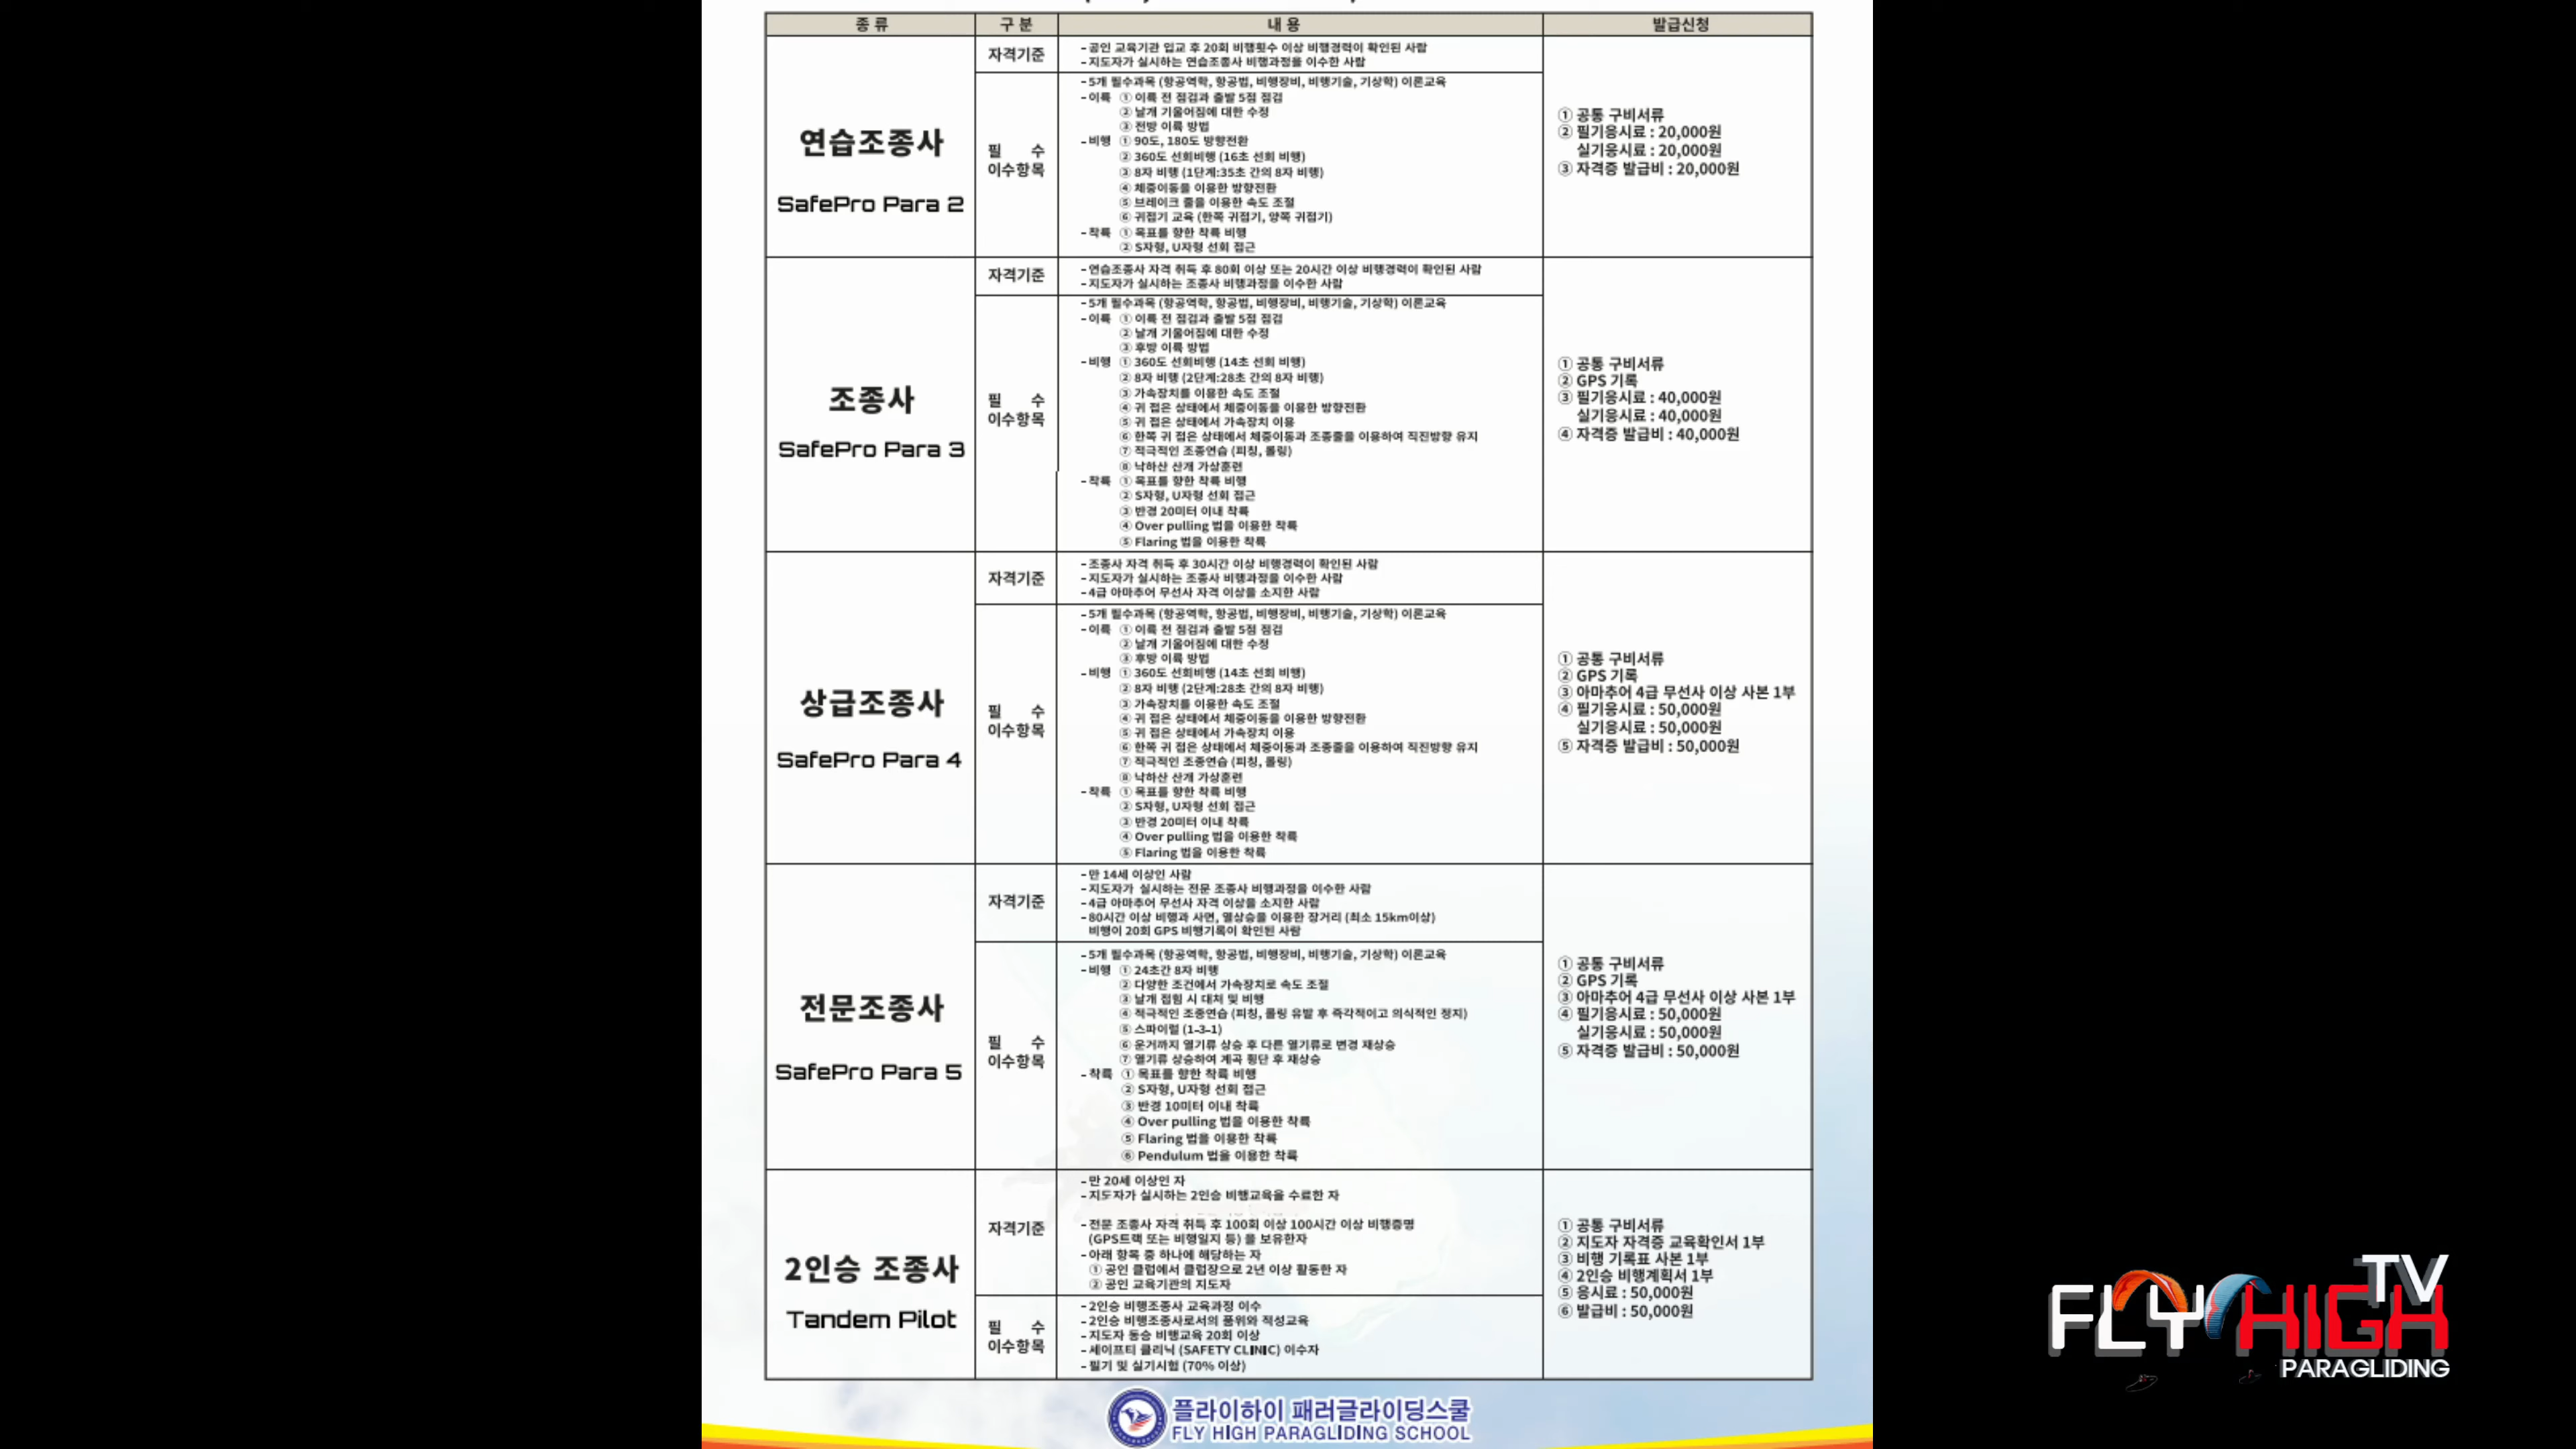 종 류 구 분 내 용 발급신청
연습조종사
SafePro Para 2
자격기준
- 공인 교육기관 입교 후 20회 비행횟수 이상 비행경력이 확인된 사람
- 지도자가 실시하는 연습조종사 비행과정을 이수한 사람
필 수
이수항목
- 5개 필수과목 (항공역학, 항공법, 비행장비, 비행기술, 기상학) 이론교육
- 이륙 ① 이륙 전 점검과 출발 5점 점검
② 날개 기울어짐에 대한 수정
③ 전방 이륙 방법
- 비행 ① 90도, 180도 방향전환
② 360도 선회비행 (16초 선회 비행)
③ 8자 비행 (1단계:35초 간의 8자 비행)
④ 체중이동을 이용한 방향전환
⑤ 브레이크 줄을 이용한 속도 조절
⑥ 귀접기 교육 (한쪽 귀접기, 양쪽 귀접기)
- 착륙 ① 목표를 향한 착륙 비행
② S자형, U자형 선회 접근
① 공통 구비서류
② 필기응시료 : 20,000원
실기응시료 : 20,000원
③ 자격증 발급비 : 20,000원
조종사
SafePro Para 3
자격기준
- 연습조종사 자격 취득 후 80회 이상 또는 20시간 이상 비행경력이 확인된 사람
- 지도자가 실시하는 조종사 비행과정을 이수한 사람
필 수
이수항목
- 5개 필수과목 (항공역학, 항공법, 비행장비, 비행기술, 기상학) 이론교육
- 이륙 ① 이륙 전 점검과 출발 5점 점검
② 날개 기울어짐에 대한 수정
③ 후방 이륙 방법
- 비행 ① 360도 선회비행 (14초 선회 비행)
② 8자 비행 (2단계:28초 간의 8자 비행)
③ 가속장치를 이용한 속도 조절
④ 귀 접은 상태에서 체중이동을 이용한 방향전환
⑤ 귀 접은 상태에서 가속장치 이용
⑥ 한쪽 귀 접은 상태에서 체중이동과 조종줄을 이용하여 직진방향 유지
⑦ 적극적인 조종연습 (피칭, 롤링)
⑧ 낙하산 산개 가상훈련
- 착륙 ① 목표를 향한 착륙 비행
② S자형, U자형 선회 접근
③ 반경 20미터 이내 착륙
④ Over pulling 법을 이용한 착륙
⑤ Flaring 법을 이용한 착륙
① 공통 구비서류
② GPS 기록
③ 필기응시료 : 40,000원
실기응시료 : 40,000원
④ 자격증 발급비 : 40,000원
상급조종사
SafePro Para 4
자격기준
- 조종사 자격 취득 후 30시간 이상 비행경력이 확인된 사람
- 지도자가 실시하는 조종사 비행과정을 이수한 사람
- 4급 아마추어 무선사 자격 이상을 소지한 사람
필 수
이수항목
- 5개 필수과목 (항공역학, 항공법, 비행장비, 비행기술, 기상학) 이론교육
- 이륙 ① 이륙 전 점검과 출발 5점 점검
② 날개 기울어짐에 대한 수정
③ 후방 이륙 방법
- 비행 ① 360도 선회비행 (14초 선회 비행)
② 8자 비행 (2단계:28초 간의 8자 비행)
③ 가속장치를 이용한 속도 조절
④ 귀 접은 상태에서 체중이동을 이용한 방향전환
⑤ 귀 접은 상태에서 가속장치 이용
⑥ 한쪽 귀 접은 상태에서 체중이동과 조종줄을 이용하여 직진방향 유지
⑦ 적극적인 조종연습 (피칭, 롤링)
⑧ 낙하산 산개 가상훈련
- 착륙 ① 목표를 향한 착륙 비행
② S자형, U자형 선회 접근
③ 반경 20미터 이내 착륙
④ Over pulling 법을 이용한 착륙
⑤ Flaring 법을 이용한 착륙
① 공통 구비서류
② GPS 기록
③ 아마추어 4급 무선사 이상 사본 1부
④ 필기응시료 : 50,000원
실기응시료 : 50,000원
⑤ 자격증 발급비 : 50,000원
전문조종사
SafePro Para 5
자격기준
- 만 14세 이상인 사람
- 지도자가 실시하는 전문 조종사 비행과정을 이수한 사람
- 4급 아마추어 무선사 자격 이상을 소지한 사람
- 80시간 이상 비행과 사면, 열상승을 이용한 장거리 (최소 15km이상)
비행이 20회 GPS 비행기록이 확인된 사람
필 수
이수항목
- 5개 필수과목 (항공역학, 항공법, 비행장비, 비행기술, 기상학) 이론교육
- 비행 ① 24초간 8자 비행
② 다양한 조건에서 가속장치로 속도 조절
③ 날개 접힘 시 대처 및 비행
④ 적극적인 조종연습 (피칭, 롤링 유발 후 즉각적이고 의식적인 정지)
⑤ 스파이럴 (1-3-1)
⑥ 운거까지 열기류 상승 후 다른 열기류로 변경 재상승
⑦ 열기류 상승하여 계곡 횡단 후 재상승
- 착륙 ① 목표를 향한 착륙 비행
② S자형, U자형 선회 접근
③ 반경 10미터 이내 착륙
④ Over pulling 법을 이용한 착륙
⑤ Flaring 법을 이용한 착륙
⑥ Pendulum 법을 이용한 착륙
① 공통 구비서류
② GPS 기록
③ 아마추어 4급 무선사 이상 사본 1부
④ 필기응시료 : 50,000원
실기응시료 : 50,000원
⑤ 자격증 발급비 : 50,000원
2인승 조종사
Tandem Pilot
자격기준
- 만 20세 이상인 자
- 지도자가 실시하는 2인승 비행교육을 수료한 자
- 전문 조종사 자격 취득 후 100회 이상 100시간 이상 비행증명
(GPS트랙 또는 비행일지 등) 을 보유한자
- 아래 항목 중 하나에 해당하는 자
① 공인 클럽에서 클럽장으로 2년 이상 활동한 자
② 공인 교육기관의 지도자
필 수
이수항목
- 2인승 비행조종사 교육과정 이수
- 2인승 비행조종사로서의 품위와 적성교육
- 지도자 동승 비행교육 20회 이상
- 세이프티 클리닉 (SAFETY CLINIC) 이수자
- 필기 및 실기시험 (70% 이상)
① 공통 구비서류
② 지도자 자격증 교육확인서 1부
③ 비행 기록표 사본 1부
④ 2인승 비행계획서 1부
⑤ 응시료 : 50,000원
⑥ 발급비 : 50,000원
플라이하이 패러글라이딩스쿨
FLY HIGH PARAGLIDING SCHOOL
TV
FLY HIGH
PARAGLIDING